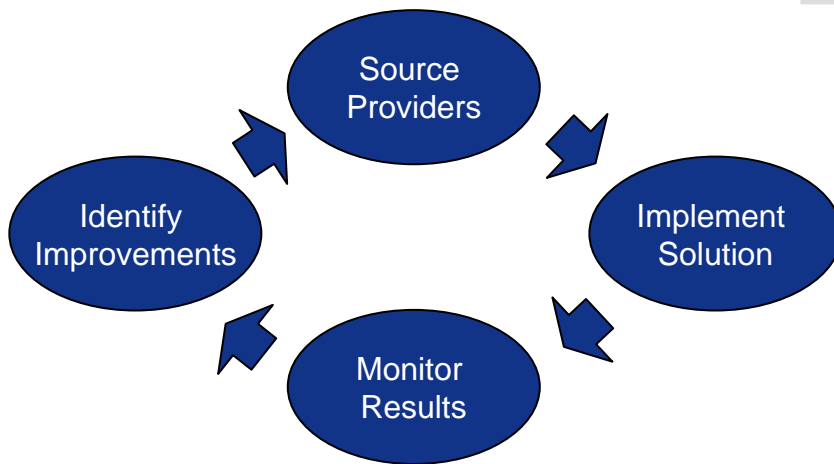 Source
Providers
Identify
Improvements
Implement
Solution
Monitor
Results